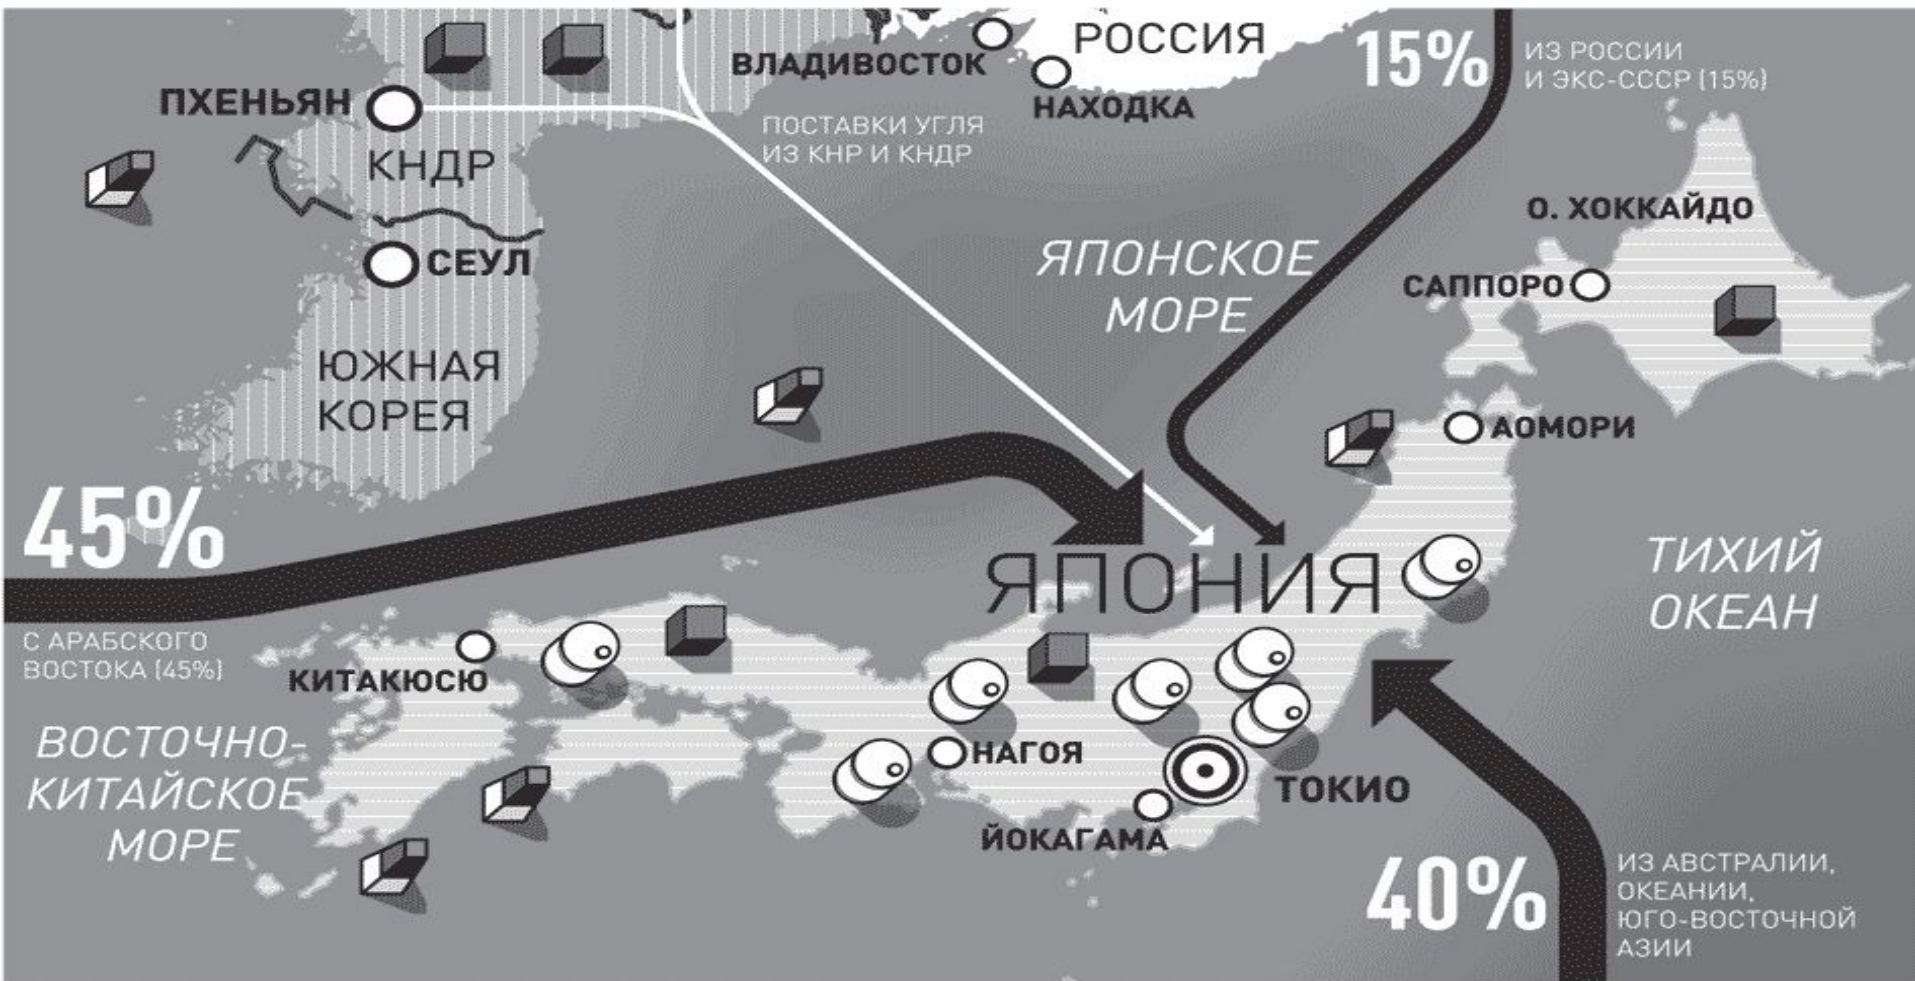 РОССИЯ
ВЛАДИВОСТОК
НАХОДКА
15%
ИЗ РОССИИ
И ЭКС-СССР (15%)
ПХЕНЬЯН
КНДР
ПОСТАВКИ УГЛЯ
ИЗ КНР И КНДР
СЕУЛ
ЮЖНАЯ
КОРЕЯ
ЯПОНСКОЕ
МОРЕ
О. ХОККАЙДО
САППОРО
АОМОРИ
45%
С АРАБСКОГО
ВОСТОКА (45%)
ЯПОНИЯ
ТИХИЙ
ОКЕАН
КИТАКЮСЮ
ВОСТОЧНО-
КИТАЙСКОЕ
МОРЕ
НАГОЯ
ТОКИО
ЙОКАГАМА
40%
ИЗ АВСТРАЛИИ,
ОКЕАНИИ,
ЮГО-ВОСТОЧНОЙ
АЗИИ